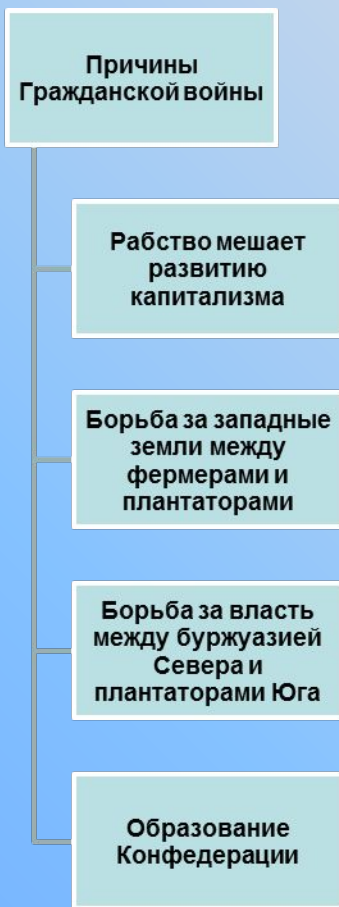 Причины
Гражданской войны
Рабство мешает
развитию
капитализма
Борьба за западные
земли между
фермерами и
плантаторами
Борьба за власть
между буржуазией
Севера и
плантаторами Юга
Образование
Конфедерации